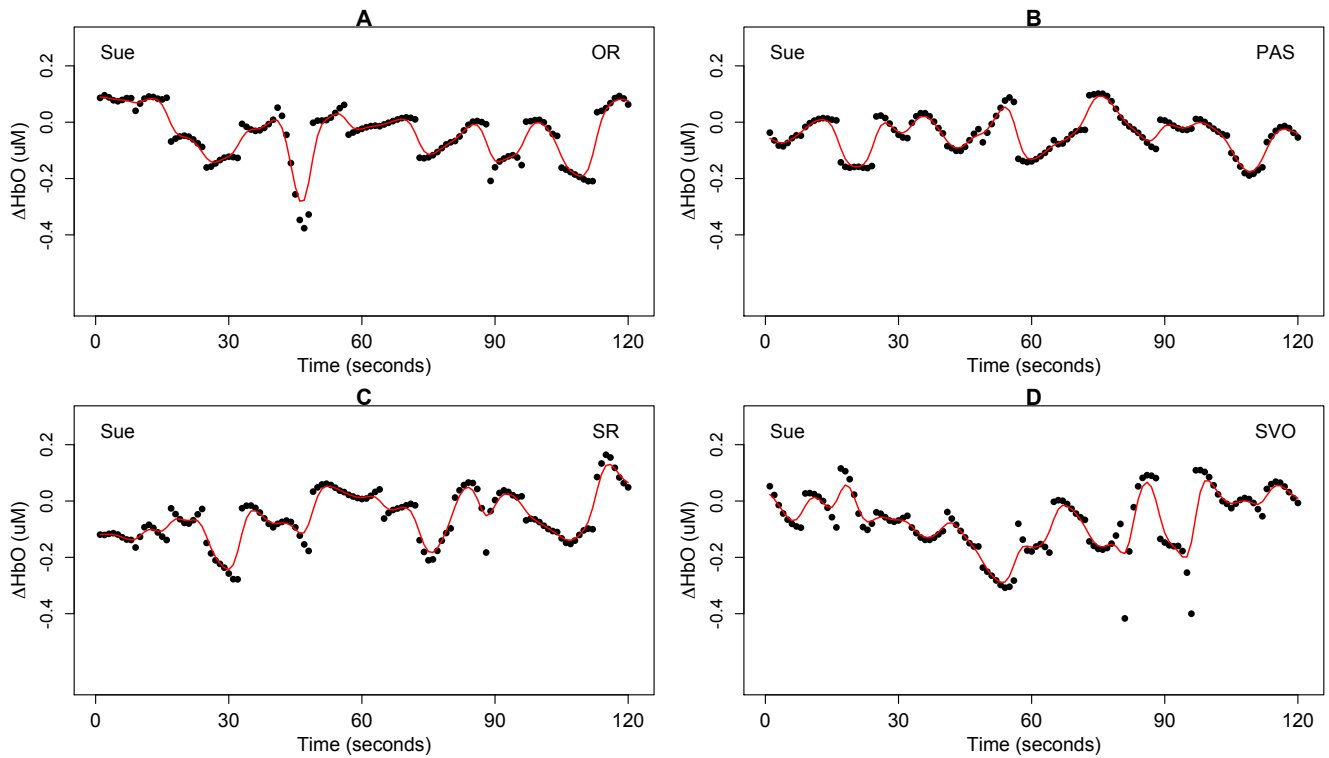 A
Sue OR
ΔHbO (uM)
0.2
0.0
-0.2
-0.4
0 30 60 90 120
Time (seconds)
B
Sue PAS
ΔHbO (uM)
0.2
0.0
-0.2
-0.4
0 30 60 90 120
Time (seconds)
C
Sue SR
ΔHbO (uM)
0.2
0.0
-0.2
-0.4
0 30 60 90 120
Time (seconds)
D
Sue SVO
ΔHbO (uM)
0.2
0.0
-0.2
-0.4
0 30 60 90 120
Time (seconds)